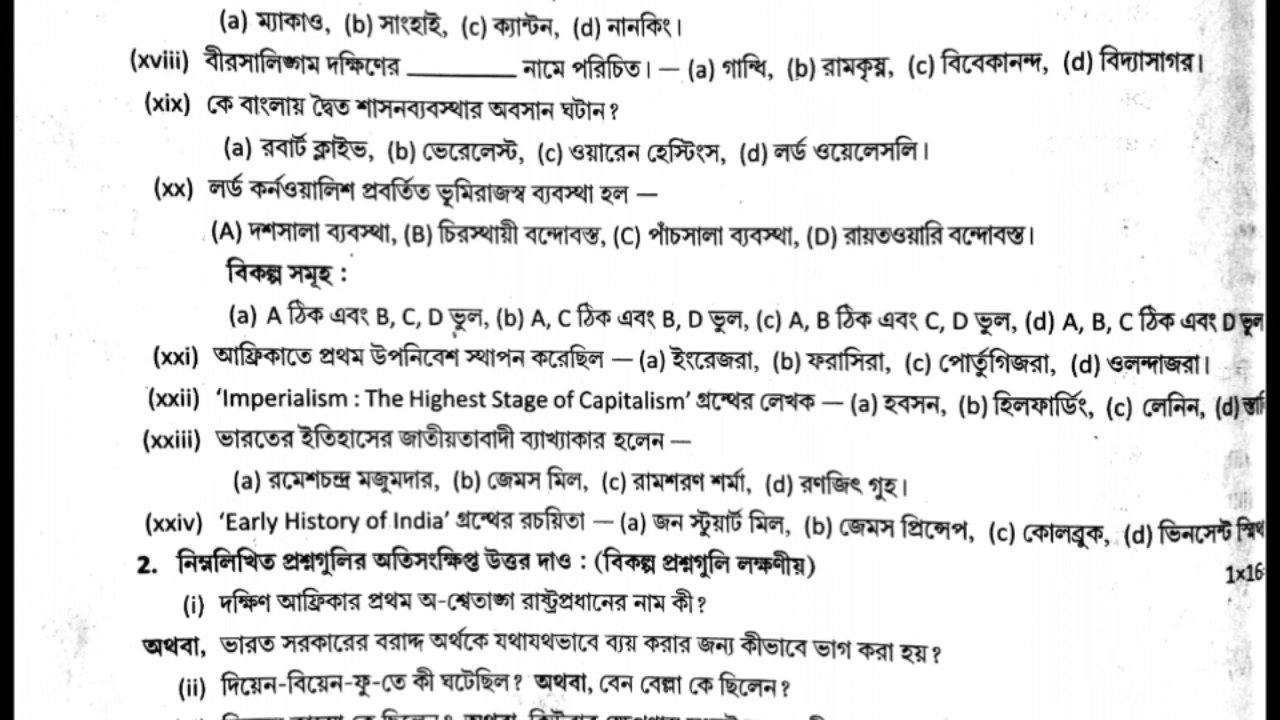 (a) ম্যাকাও, (b) সাংহাই, (c) ক্যান্টন, (d) নানকিং।
(xviii) বীরসালিঙ্গম দক্ষিণের ________ নামে পরিচিত। — (a) গান্ধি, (b) রামকৃষ্ণ, (c) বিবেকানন্দ, (d) বিদ্যাসাগর।
(xix) কে বাংলায় দ্বৈত শাসনব্যবস্থার অবসান ঘটান?
(a) রবার্ট ক্লাইভ, (b) ভেরেলেস্ট, (c) ওয়ারেন হেস্টিংস, (d) লর্ড ওয়েলেসলি।
(xx) লর্ড কর্নওয়ালিশ প্রবর্তিত ভূমিরাজস্ব ব্যবস্থা হল —
(A) দশসালা ব্যবস্থা, (B) চিরস্থায়ী বন্দোবস্ত, (C) পাঁচসালা ব্যবস্থা, (D) রায়তওয়ারি বন্দোবস্ত।
বিকল্প সমূহ :
(a) A ঠিক এবং B, C, D ভুল, (b) A, C ঠিক এবং B, D ভুল, (c) A, B ঠিক এবং C, D ভুল, (d) A, B, C ঠিক এবং D ভুল
(xxi) আফ্রিকাতে প্রথম উপনিবেশ স্থাপন করেছিল — (a) ইংরেজরা, (b) ফরাসিরা, (c) পোর্তুগিজরা, (d) ওলন্দাজরা।
(xxii) ‘Imperialism : The Highest Stage of Capitalism’ গ্রন্থের লেখক — (a) হবসন, (b) হিলফার্ডিং, (c) লেনিন, (d)
(xxiii) ভারতের ইতিহাসের জাতীয়তাবাদী ব্যাখ্যাকার হলেন —
(a) রমেশচন্দ্র মজুমদার, (b) জেমস মিল, (c) রামশরণ শর্মা, (d) রণজিৎ গুহ।
(xxiv) ‘Early History of India’ গ্রন্থের রচয়িতা — (a) জন স্টুয়ার্ট মিল, (b) জেমস প্রিন্সেপ, (c) কোলব্রুক, (d) ভিনসেন্ট স্মিথ
2. নিম্নলিখিত প্রশ্নগুলির অতিসংক্ষিপ্ত উত্তর দাও : (বিকল্প প্রশ্নগুলি লক্ষণীয়)
1×16
(i) দক্ষিণ আফ্রিকার প্রথম অ-শ্বেতাঙ্গ রাষ্ট্রপ্রধানের নাম কী?
অথবা, ভারত সরকারের বরাদ্দ অর্থকে যথাযথভাবে ব্যয় করার জন্য কীভাবে ভাগ করা হয়?
(ii) দিয়েন-বিয়েন-ফু-তে কী ঘটেছিল? অথবা, বেন বেল্লা কে ছিলেন?